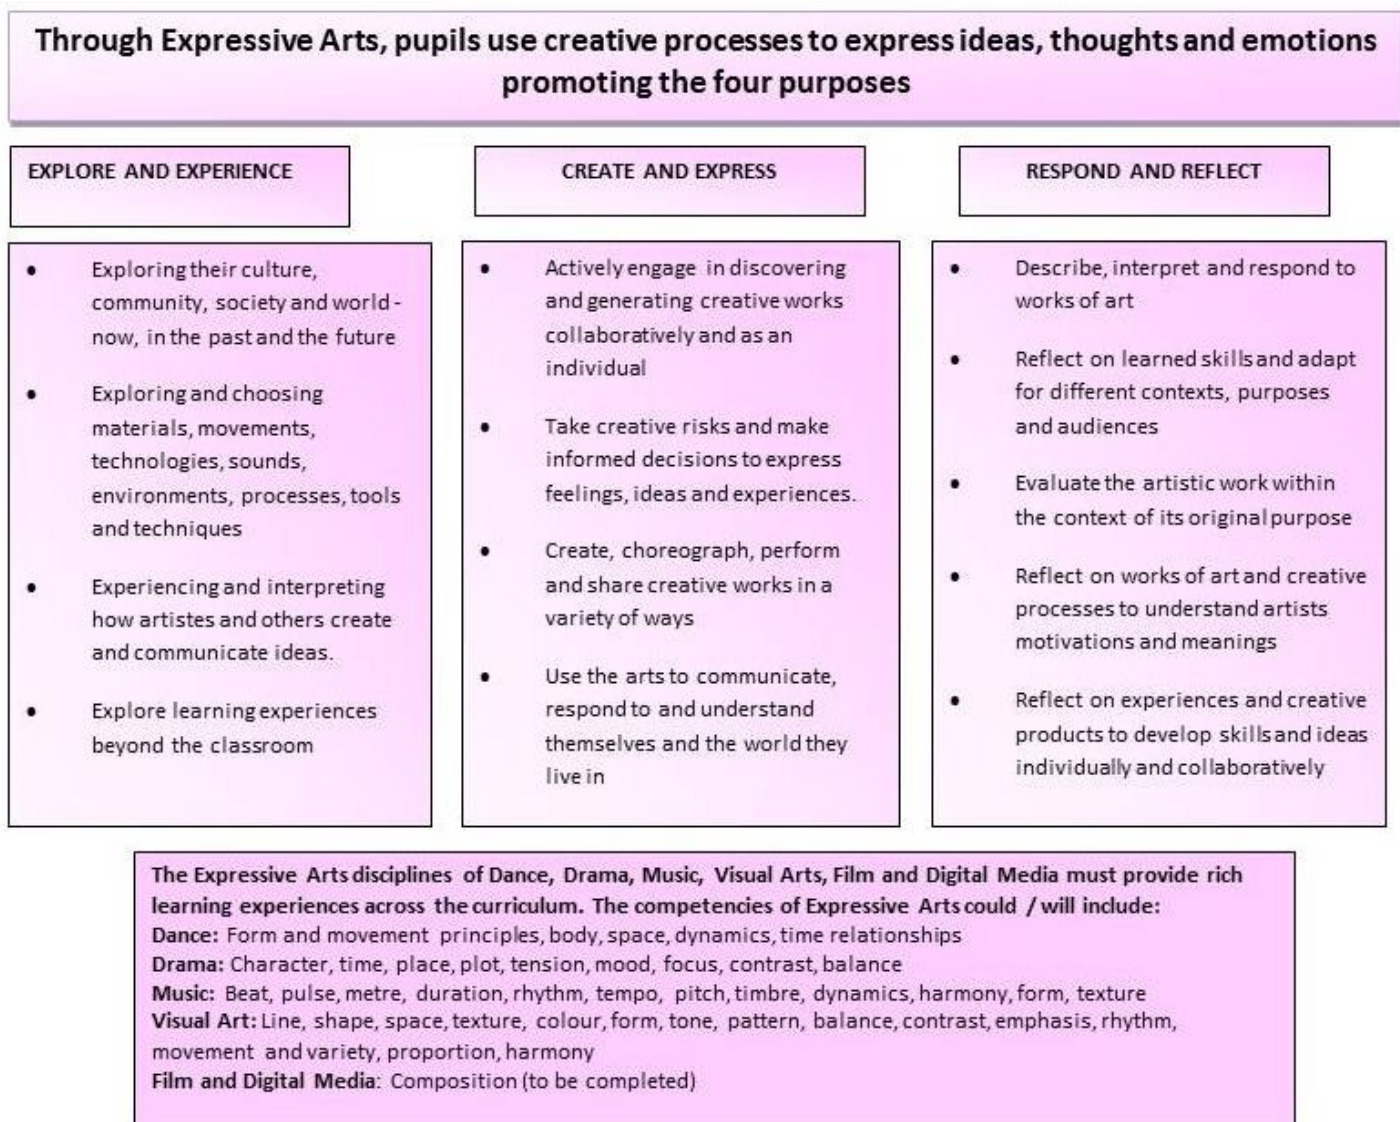 Through Expressive Arts, pupils use creative processes to express ideas, thoughts and emotions
promoting the four purposes
EXPLORE AND EXPERIENCE
• Exploring their culture,
community, society and world -
now, in the past and the future
• Exploring and choosing
materials, movements,
technologies, sounds,
environments, processes, tools
and techniques
• Experiencing and interpreting
how artistes and others create
and communicate ideas.
• Explore learning experiences
beyond the classroom
CREATE AND EXPRESS
• Actively engage in discovering
and generating creative works
collaboratively and as an
individual
• Take creative risks and make
informed decisions to express
feelings, ideas and experiences.
• Create, choreograph, perform
and share creative works in a
variety of ways
• Use the arts to communicate,
respond to and understand
themselves and the world they
live in
RESPOND AND REFLECT
• Describe, interpret and respond to
works of art
• Reflect on learned skills and adapt
for different contexts, purposes
and audiences
• Evaluate the artistic work within
the context of its original purpose
• Reflect on works of art and creative
processes to understand artists
motivations and meanings
• Reflect on experiences and creative
products to develop skills and ideas
individually and collaboratively
The Expressive Arts disciplines of Dance, Drama, Music, Visual Arts, Film and Digital Media must provide rich
learning experiences across the curriculum. The competencies of Expressive Arts could / will include:
Dance: Form and movement principles, body, space, dynamics, time relationships
Drama: Character, time, place, plot, tension, mood, focus, contrast, balance
Music: Beat, pulse, metre, duration, rhythm, tempo, pitch, timbre, dynamics, harmony, form, texture
Visual Art: Line, shape, space, texture, colour, form, tone, pattern, balance, contrast, emphasis, rhythm,
movement and variety, proportion, harmony
Film and Digital Media: Composition (to be completed)